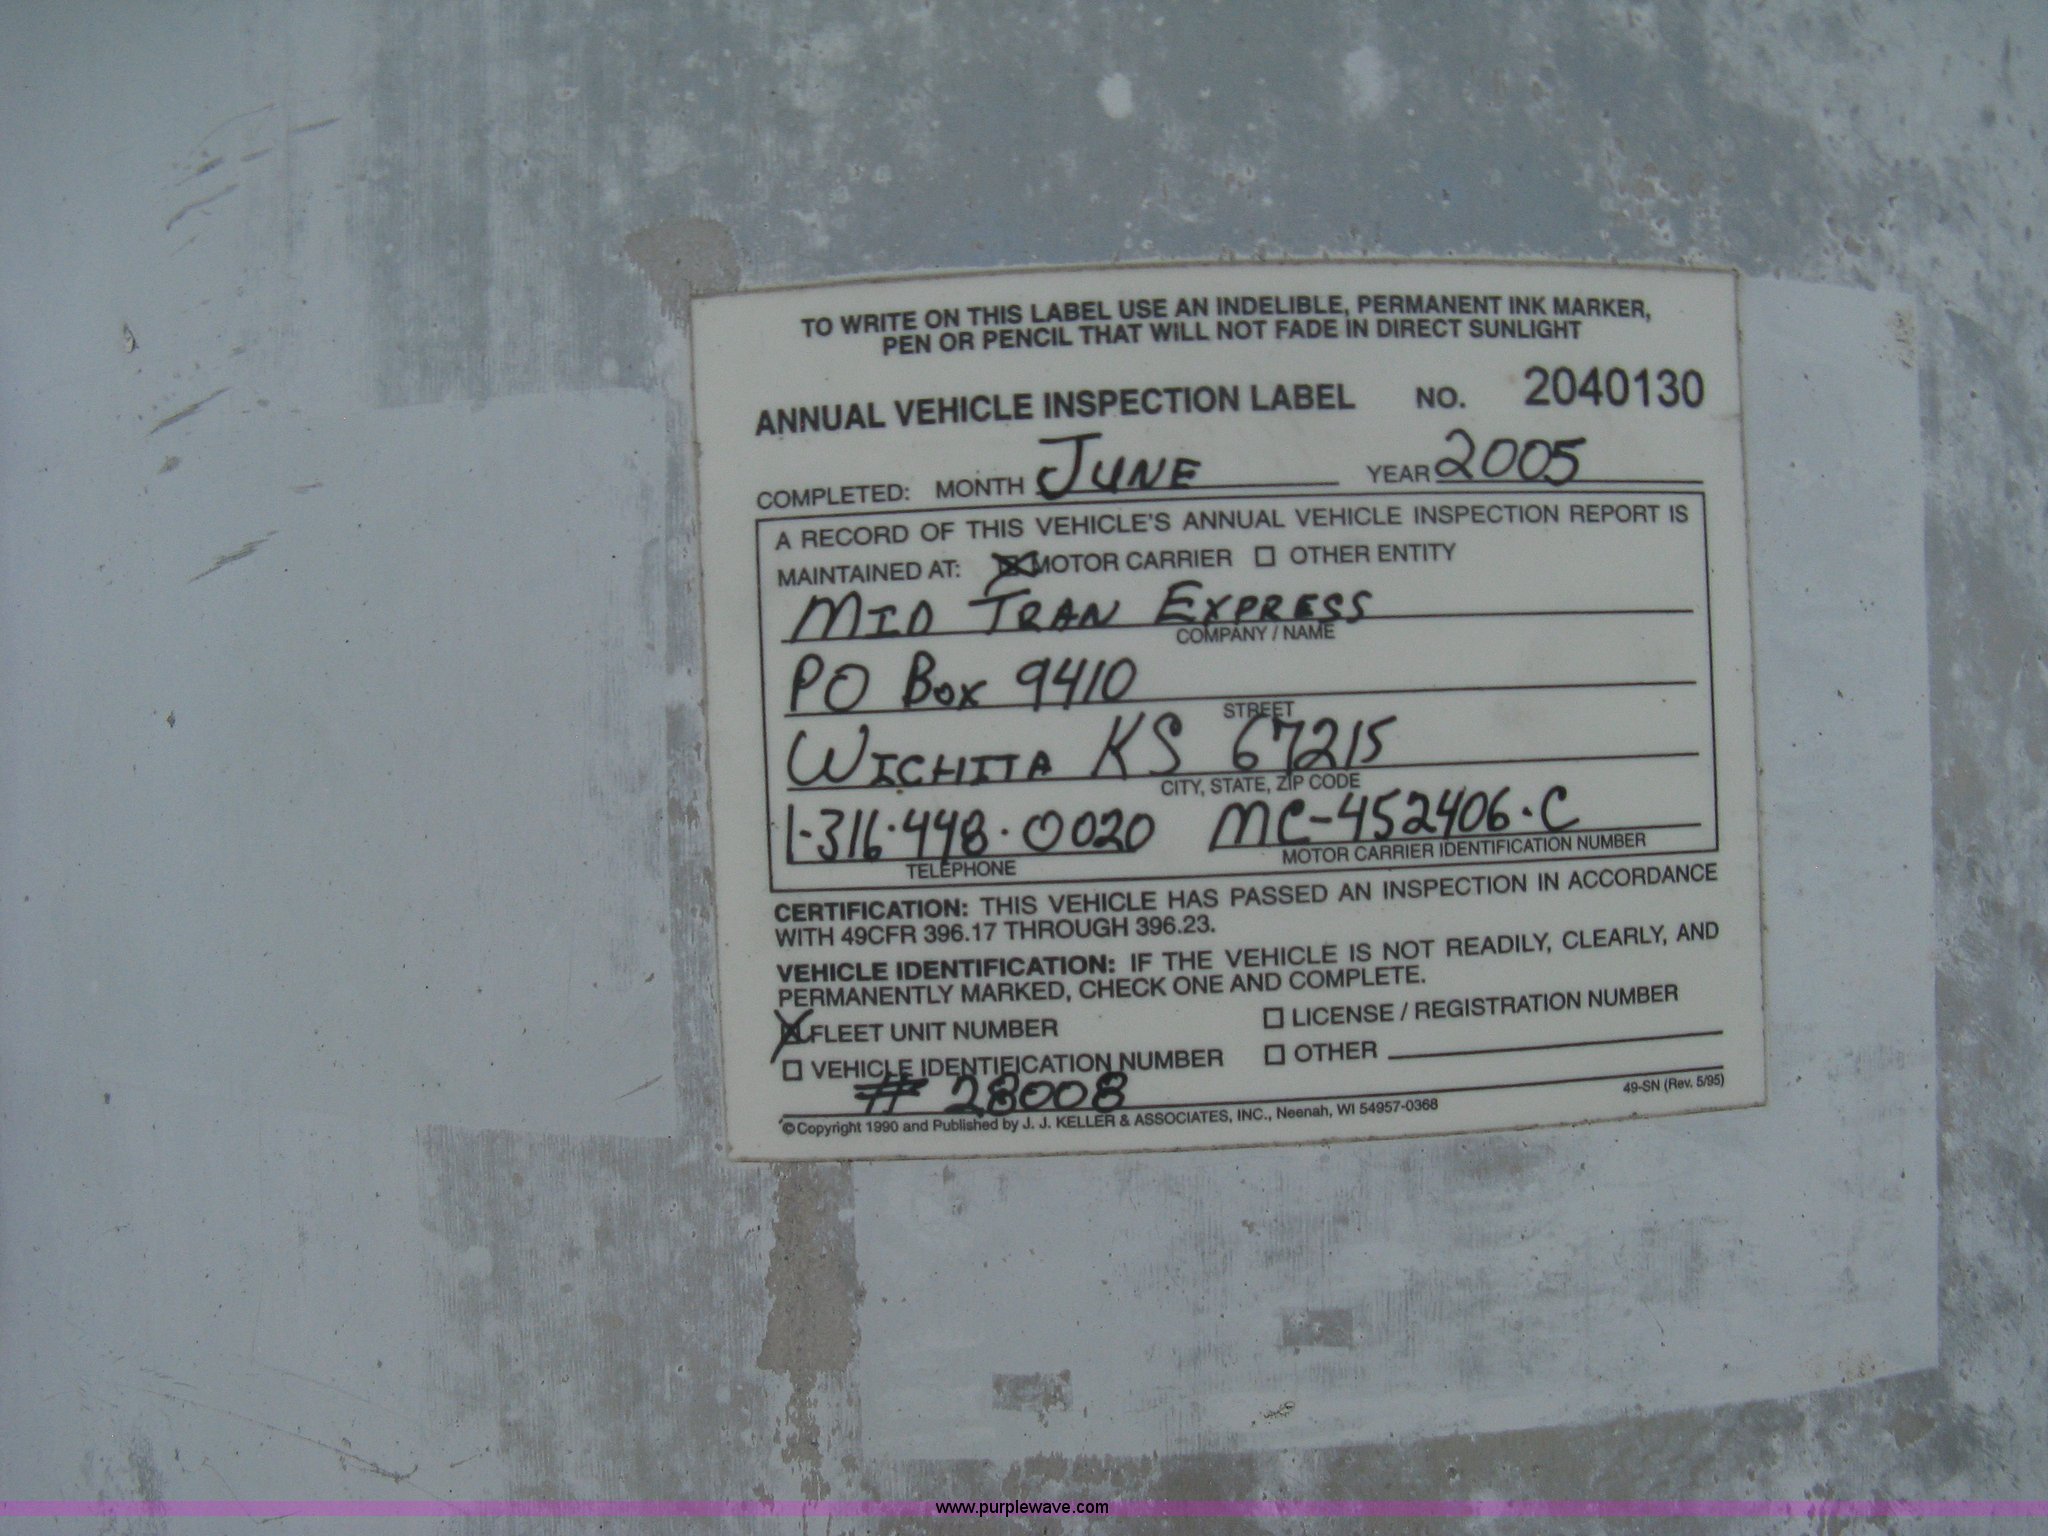 TO WRITE ON THIS LABEL USE AN INDELIBLE, PERMANENT INK MARKER,
PEN OR PENCIL THAT WILL NOT FADE IN DIRECT SUNLIGHT
ANNUAL VEHICLE INSPECTION LABEL NO. 2040130
COMPLETED: MONTH JUNE YEAR 2005
A RECORD OF THIS VEHICLE'S ANNUAL VEHICLE INSPECTION REPORT IS
MAINTAINED AT: MOTOR CARRIER OTHER ENTITY
MID TRAN EXPRESS
COMPANY / NAME
PO Box 9410
STREET
WICHITA KS 67215
CITY, STATE, ZIP CODE
1-316-448-0020 MC-452406-C
TELEPHONE MOTOR CARRIER IDENTIFICATION NUMBER
CERTIFICATION: THIS VEHICLE HAS PASSED AN INSPECTION IN ACCORDANCE
WITH 49CFR 396.17 THROUGH 396.23.
VEHICLE IDENTIFICATION: IF THE VEHICLE IS NOT READILY, CLEARLY, AND
PERMANENTLY MARKED, CHECK ONE AND COMPLETE.
FLEET UNIT NUMBER LICENSE / REGISTRATION NUMBER
VEHICLE IDENTIFICATION NUMBER OTHER
# 28008
49-SN (Rev. 5/95)
© Copyright 1990 and Published by J. J. KELLER & ASSOCIATES, INC., Neenah, WI 54957-0368
www.purplewave.com